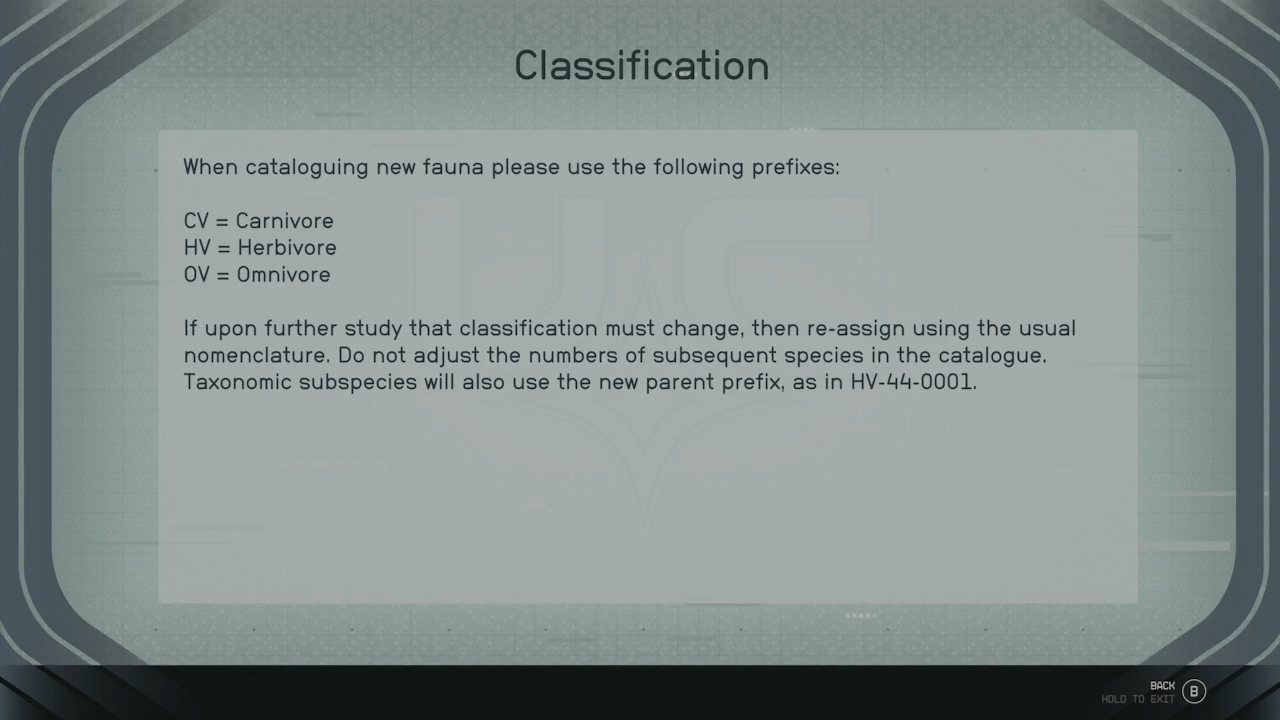 Classification
When cataloguing new fauna please use the following prefixes:
CV = Carnivore
HV = Herbivore
OV = Omnivore
If upon further study that classification must change, then re-assign using the usual
nomenclature. Do not adjust the numbers of subsequent species in the catalogue.
Taxonomic subspecies will also use the new parent prefix, as in HV-44-0001.
BACK
HOLD TO EXIT
B